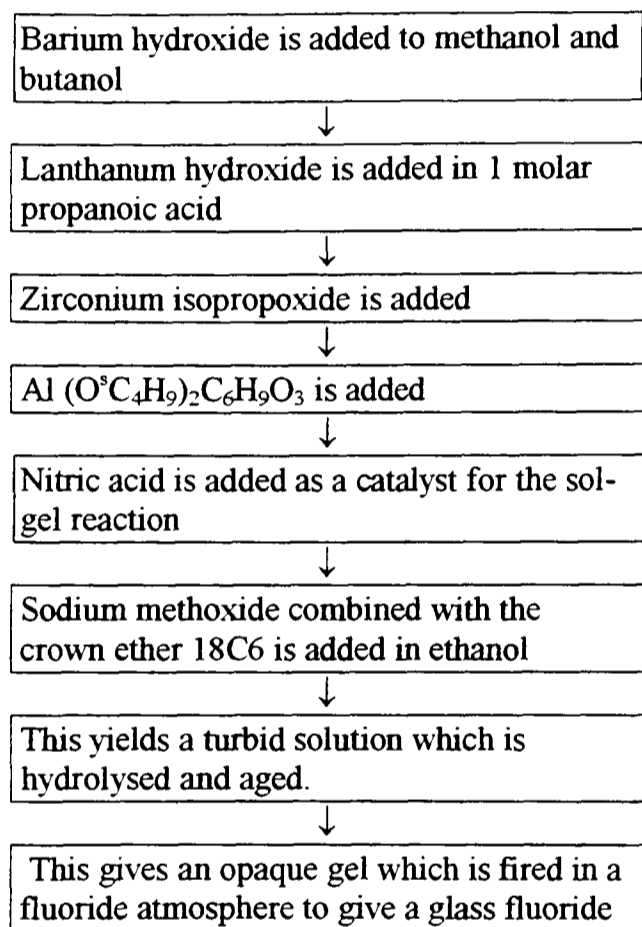 Barium hydroxide is added to methanol and
butanol
↓
Lanthanum hydroxide is added in 1 molar
propanoic acid
↓
Zirconium isopropoxide is added
↓
Al (OˢC₄H₉)₂C₆H₉O₃ is added
↓
Nitric acid is added as a catalyst for the sol-
gel reaction
↓
Sodium methoxide combined with the
crown ether 18C6 is added in ethanol
↓
This yields a turbid solution which is
hydrolysed and aged.
↓
This gives an opaque gel which is fired in a
fluoride atmosphere to give a glass fluoride